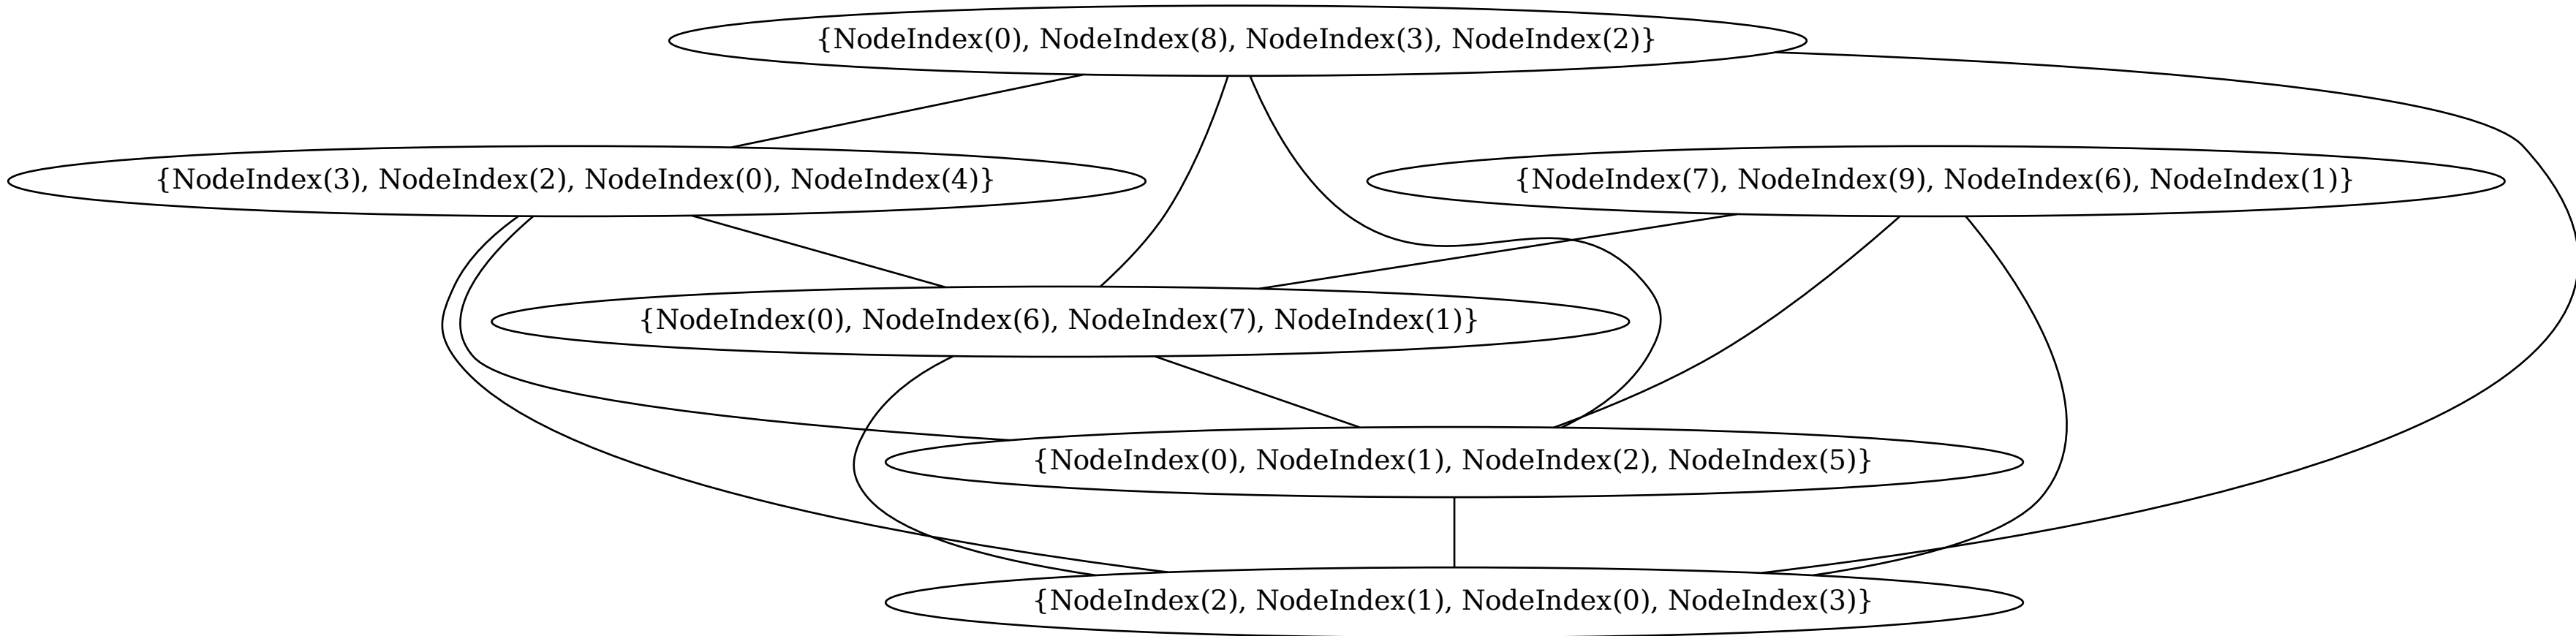 {NodeIndex(0), NodeIndex(8), NodeIndex(3), NodeIndex(2)}
{NodeIndex(3), NodeIndex(2), NodeIndex(0), NodeIndex(4)}
{NodeIndex(7), NodeIndex(9), NodeIndex(6), NodeIndex(1)}
{NodeIndex(0), NodeIndex(6), NodeIndex(7), NodeIndex(1)}
{NodeIndex(0), NodeIndex(1), NodeIndex(2), NodeIndex(5)}
{NodeIndex(2), NodeIndex(1), NodeIndex(0), NodeIndex(3)}